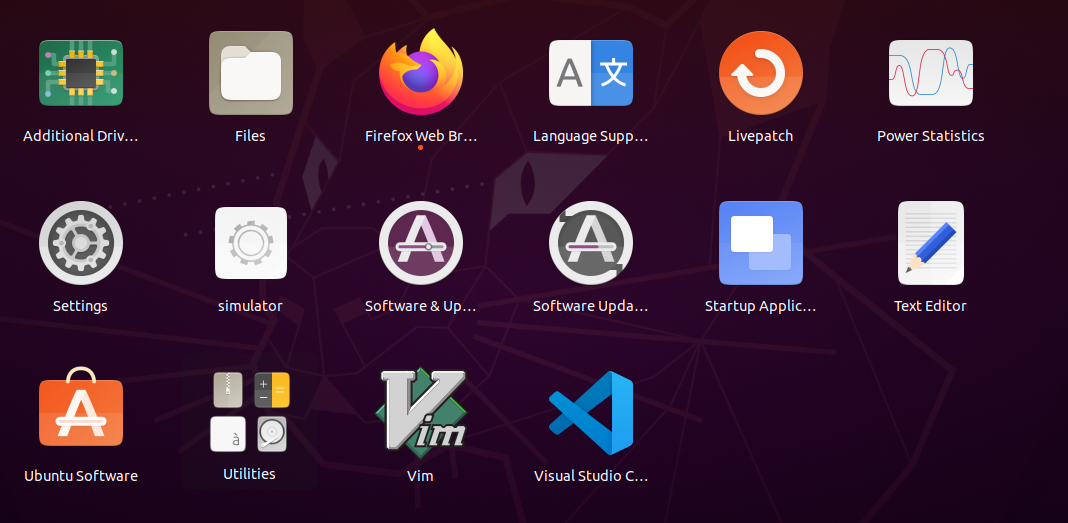 A 文
Additional Driv...
Files
Firefox Web Br...
Language Supp...
Livepatch
Power Statistics
Settings
simulator
Software & Up...
Software Upda...
Startup Applic...
Text Editor
à
Vim
Ubuntu Software
Utilities
Vim
Visual Studio C...